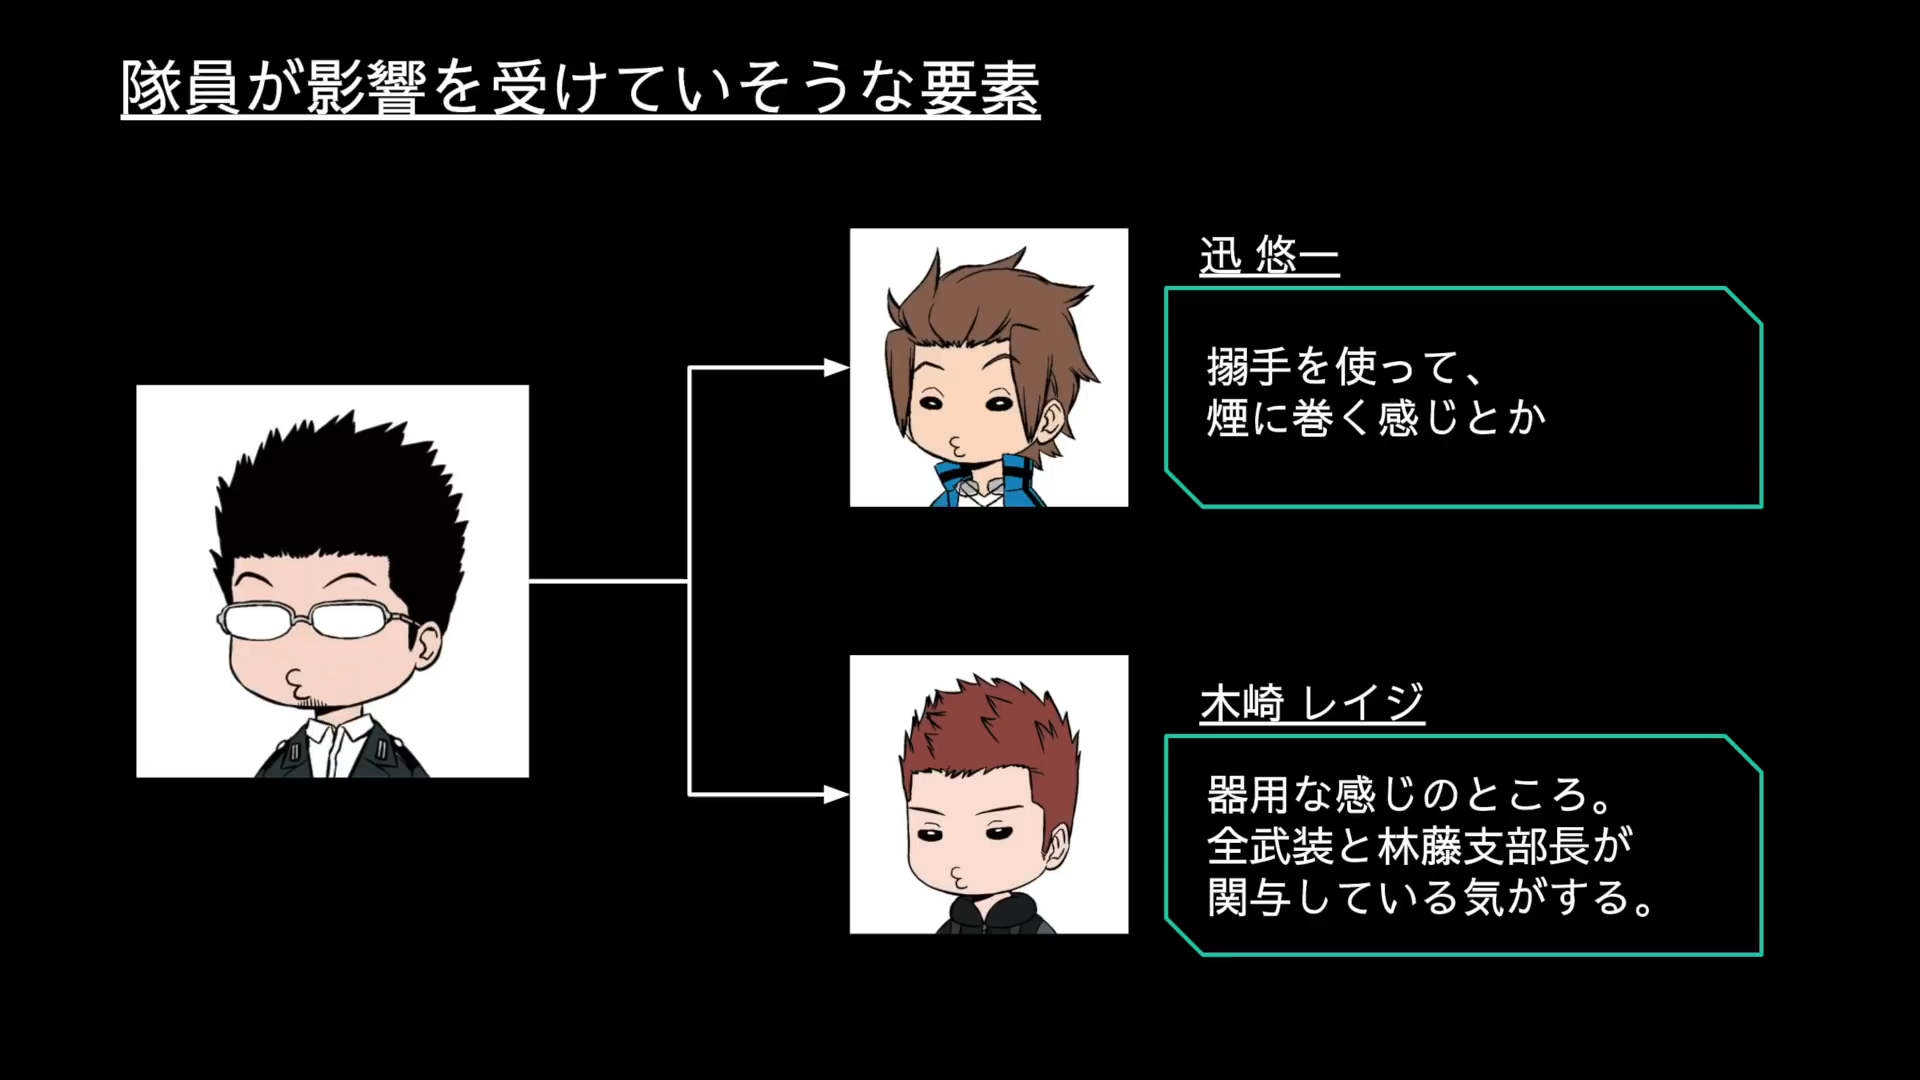 隊員が影響を受けていそうな要素
迅 悠一
搦手を使って、
煙に巻く感じとか
木崎 レイジ
器用な感じのところ。
全武装と林藤支部長が
関与している気がする。